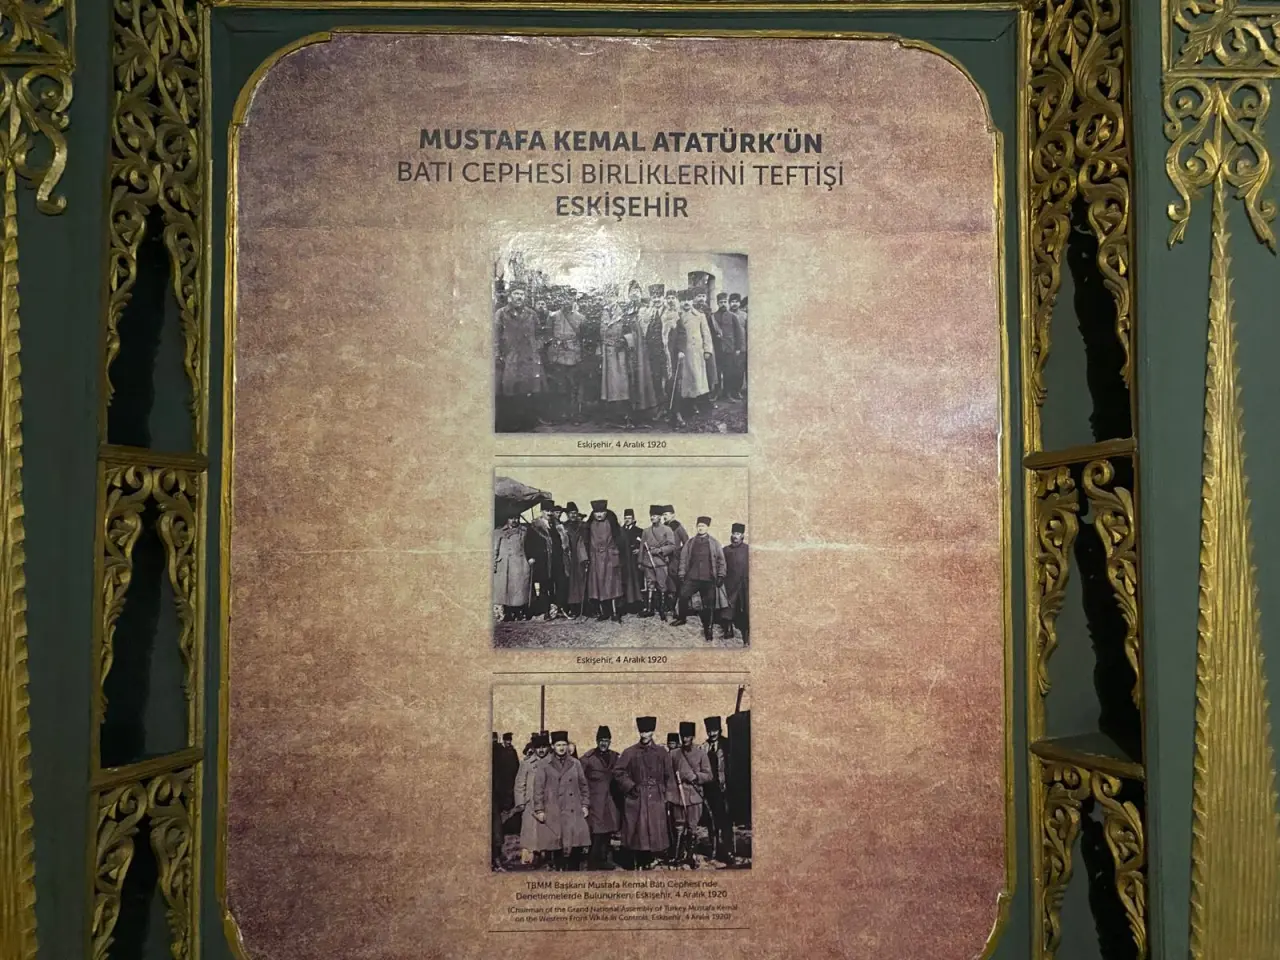 MUSTAFA KEMAL ATATÜRK'ÜN
BATI CEPHESİ BİRLİKLERİNİ TEFTİŞİ
ESKİŞEHİR
Eskişehir, 4 Aralık 1920
Eskişehir, 4 Aralık 1920
TBMM Başkanı Mustafa Kemal Batı Cephesi'nde
Denetlemelerde Bulunurken: Eskişehir, 4 Aralık 1920
(Chairman of the Grand National Assembly of Turkey Mustafa Kemal
on the Western Front While in Controls, Eskişehir, 4 Aralık 1920)